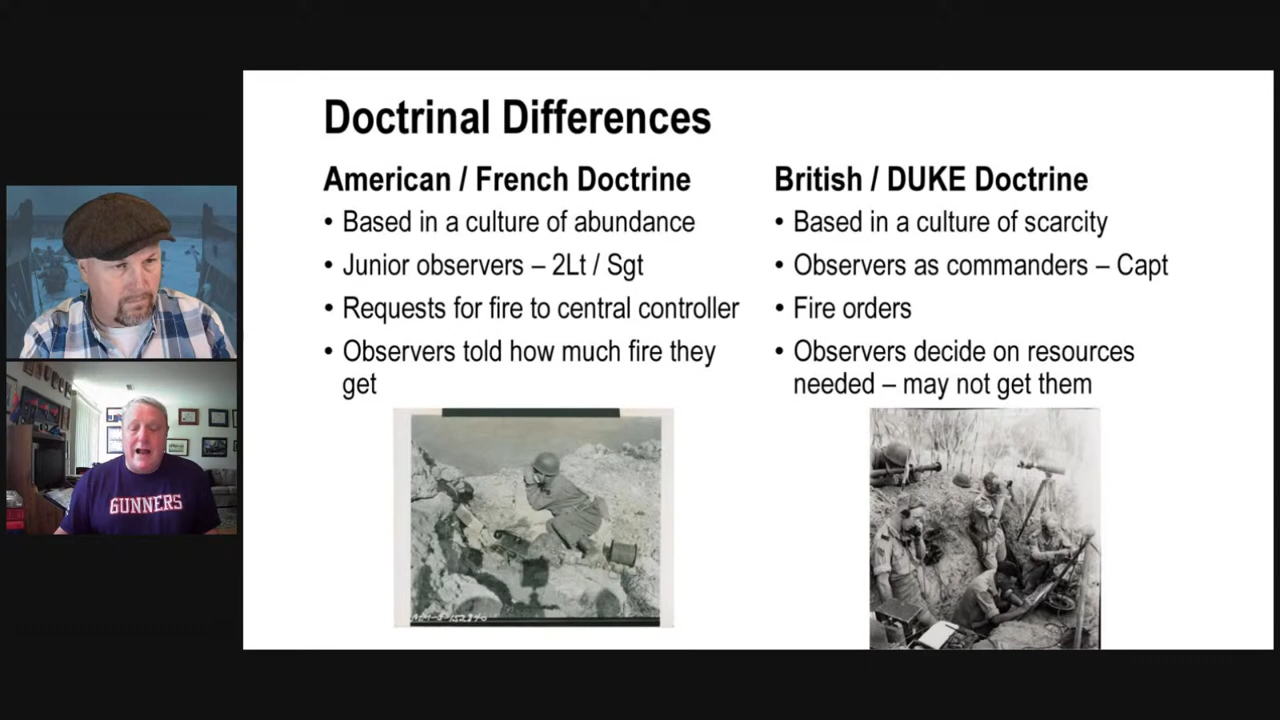 Doctrinal Differences
American / French Doctrine
• Based in a culture of abundance
• Junior observers – 2Lt / Sgt
• Requests for fire to central controller
• Observers told how much fire they
get
British / DUKE Doctrine
• Based in a culture of scarcity
• Observers as commanders – Capt
• Fire orders
• Observers decide on resources
needed – may not get them
GUNNERS